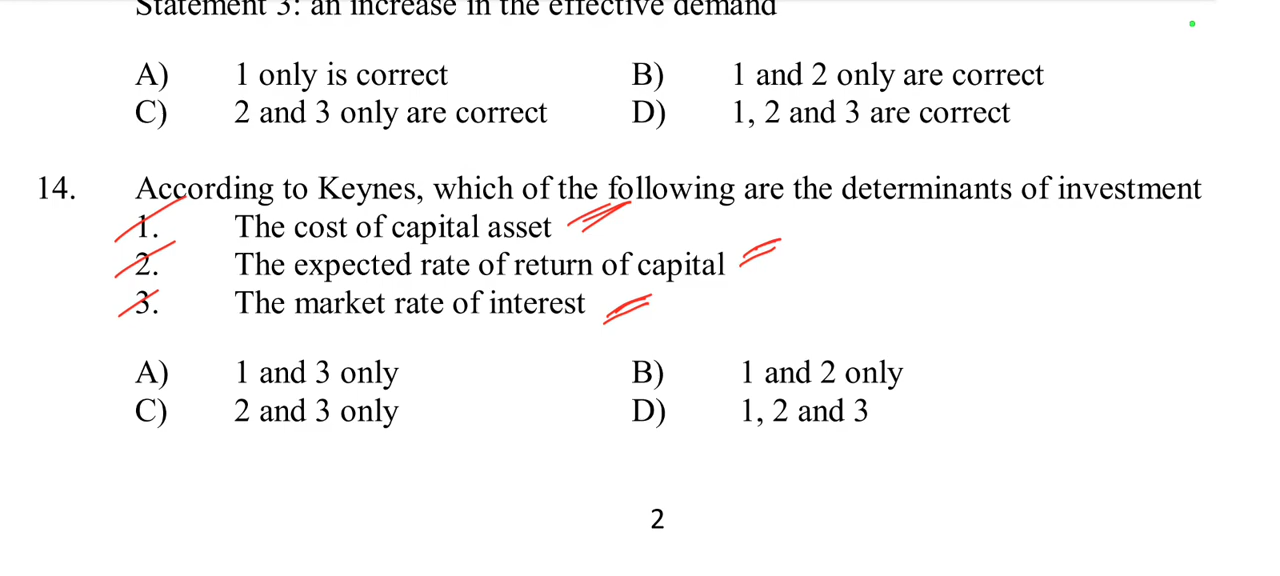 Statement 3: an increase in the effective demand
A) 1 only is correct B) 1 and 2 only are correct
C) 2 and 3 only are correct D) 1, 2 and 3 are correct
14. According to Keynes, which of the following are the determinants of investment
1. The cost of capital asset
2. The expected rate of return of capital
3. The market rate of interest
A) 1 and 3 only B) 1 and 2 only
C) 2 and 3 only D) 1, 2 and 3
2